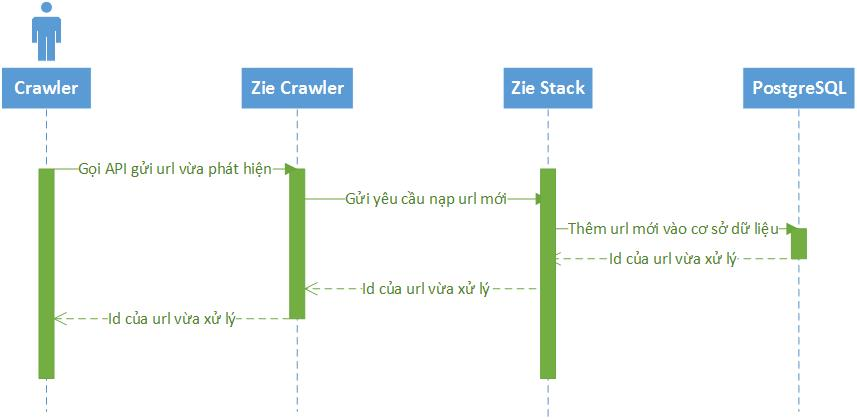 Crawler
Zie Crawler
Zie Stack
PostgreSQL
Gọi API gửi url vừa phát hiện
Gửi yêu cầu nạp url mới
Thêm url mới vào cơ sở dữ liệu
Id của url vừa xử lý
Id của url vừa xử lý
Id của url vừa xử lý